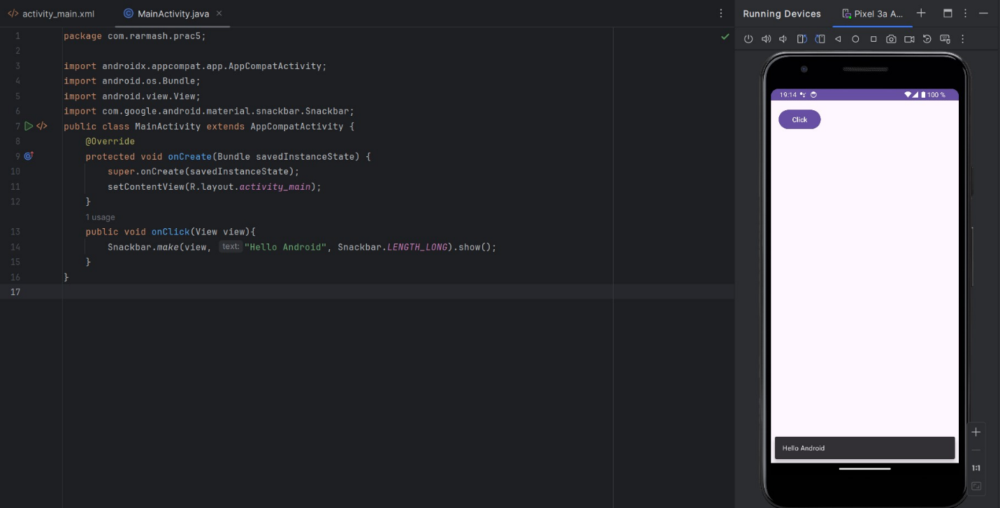 activity_main.xml
MainActivity.java
Running Devices
Pixel 3a A...
1 package com.rarmash.prac5;
2
3 import androidx.appcompat.app.AppCompatActivity;
4 import android.os.Bundle;
5 import android.view.View;
6 import com.google.android.material.snackbar.Snackbar;
7 public class MainActivity extends AppCompatActivity {
8 @Override
9 protected void onCreate(Bundle savedInstanceState) {
10 super.onCreate(savedInstanceState);
11 setContentView(R.layout.activity_main);
12 }
1 usage
13 public void onClick(View view){
14 Snackbar.make(view, text: "Hello Android", Snackbar.LENGTH_LONG).show();
15 }
16 }
17
19:14
100 %
Click
Hello Android
1:1